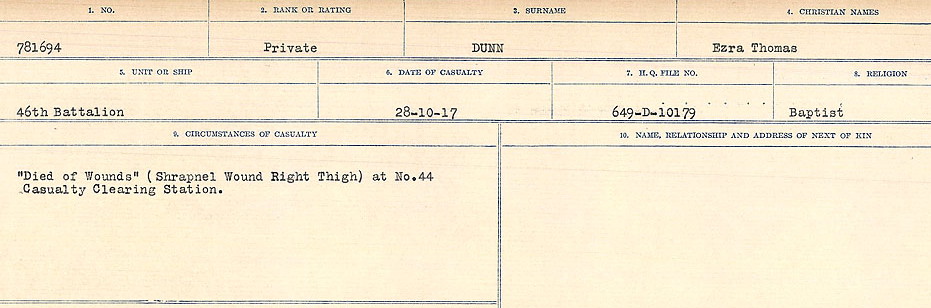 1. NO.
2. RANK OR RATING
3. SURNAME
4. CHRISTIAN NAMES
781694
Private
DUNN
Ezra Thomas
5. UNIT OR SHIP
6. DATE OF CASUALTY
7. H.Q. FILE NO.
8. RELIGION
46th Battalion
28-10-17
649-D-10179
Baptist
9. CIRCUMSTANCES OF CASUALTY
10. NAME, RELATIONSHIP AND ADDRESS OF NEXT OF KIN
"Died of Wounds" (Shrapnel Wound Right Thigh) at No.44
Casualty Clearing Station.